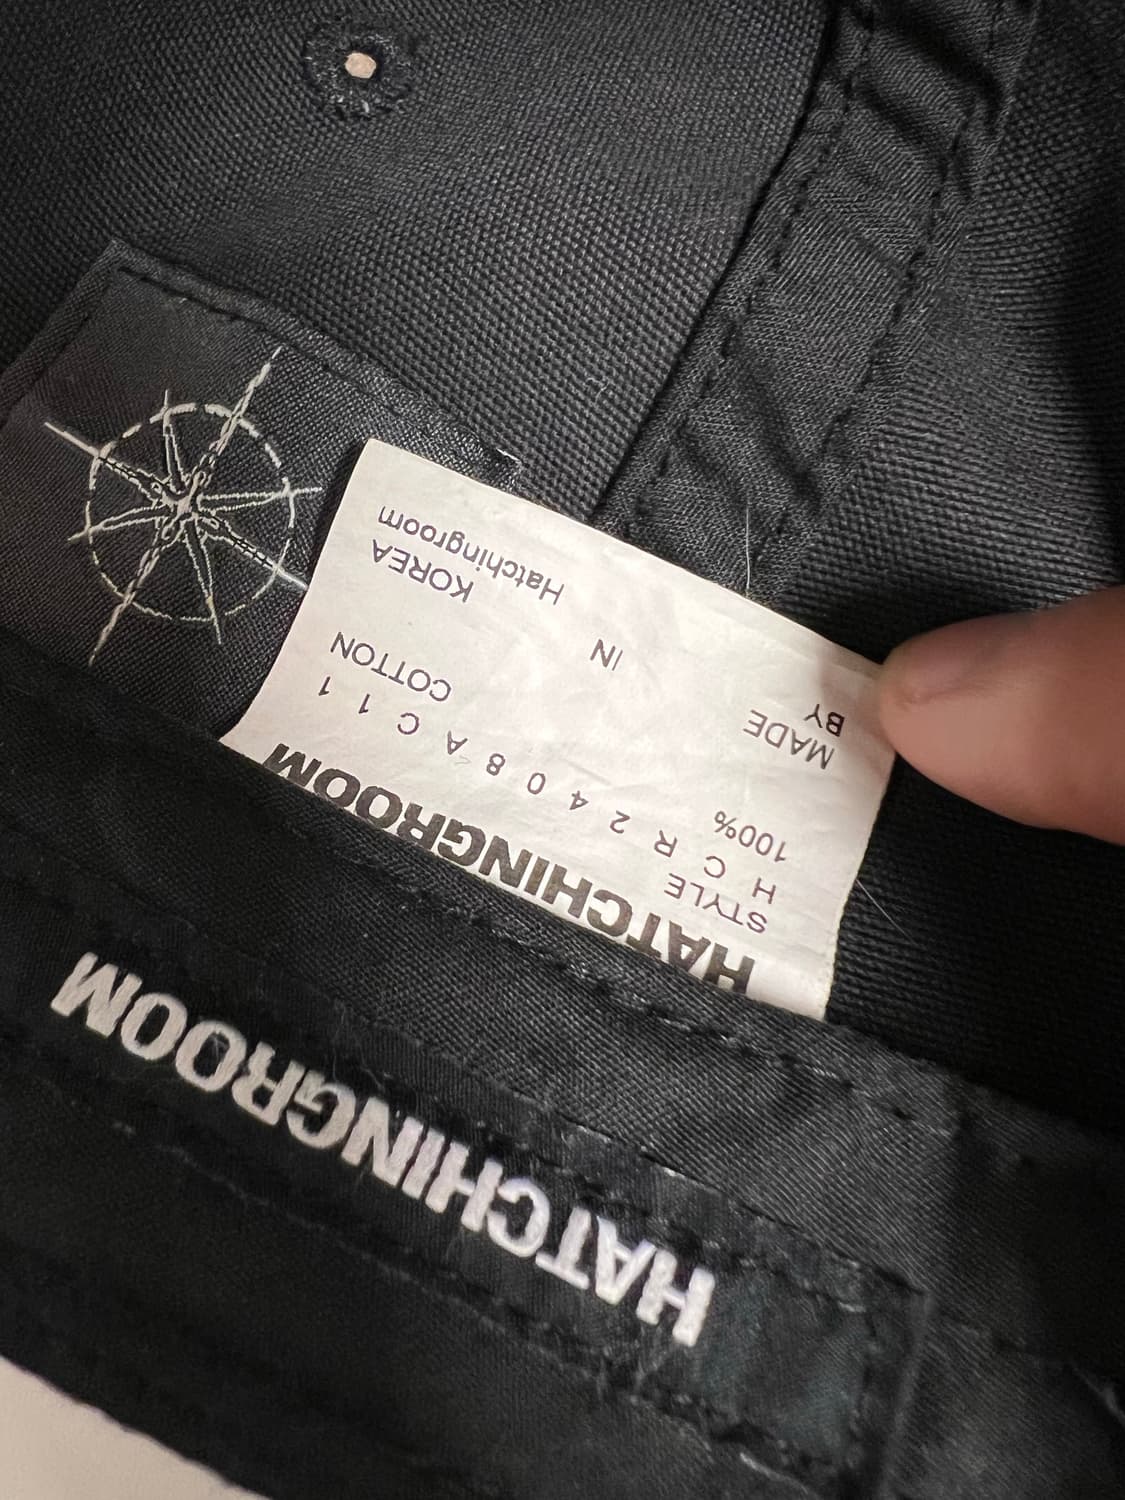 HATCHINGROOM
HATCHINGROOM
STYLE
H C R 2 4 0 8 A C 1 1
100% COTTON
MADE IN KOREA
BY Hatchingroom